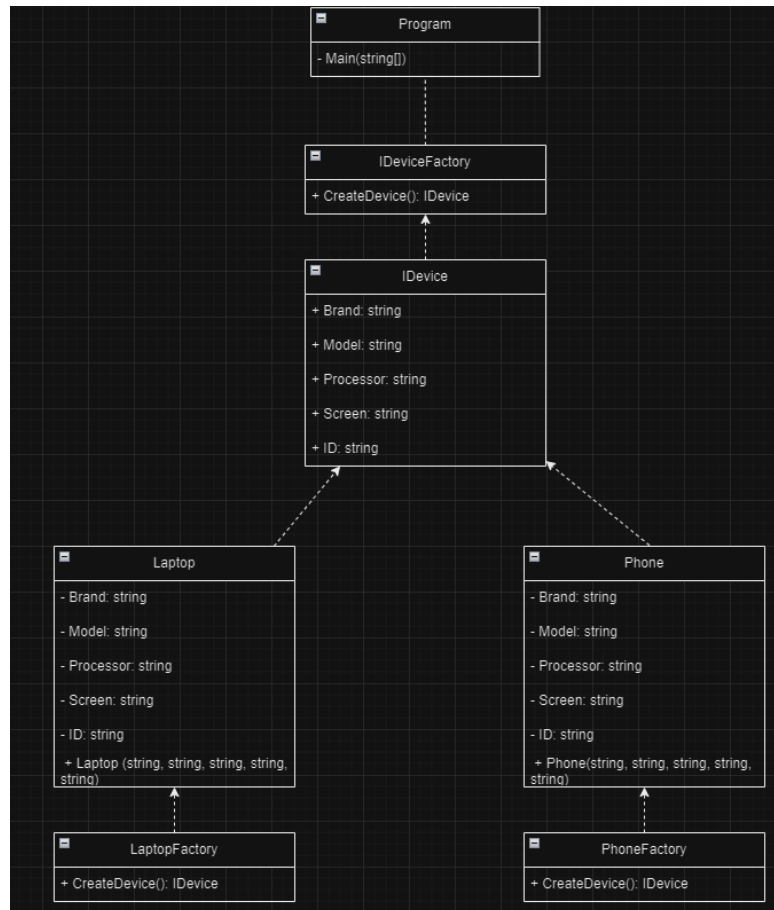 Program
- Main(string[])
IDeviceFactory
+ CreateDevice(): IDevice
IDevice
+ Brand: string
+ Model: string
+ Processor: string
+ Screen: string
+ ID: string
Laptop
- Brand: string
- Model: string
- Processor: string
- Screen: string
- ID: string
+ Laptop (string, string, string, string,
string)
Phone
- Brand: string
- Model: string
- Processor: string
- Screen: string
- ID: string
+ Phone(string, string, string, string,
string)
LaptopFactory
+ CreateDevice(): IDevice
PhoneFactory
+ CreateDevice(): IDevice